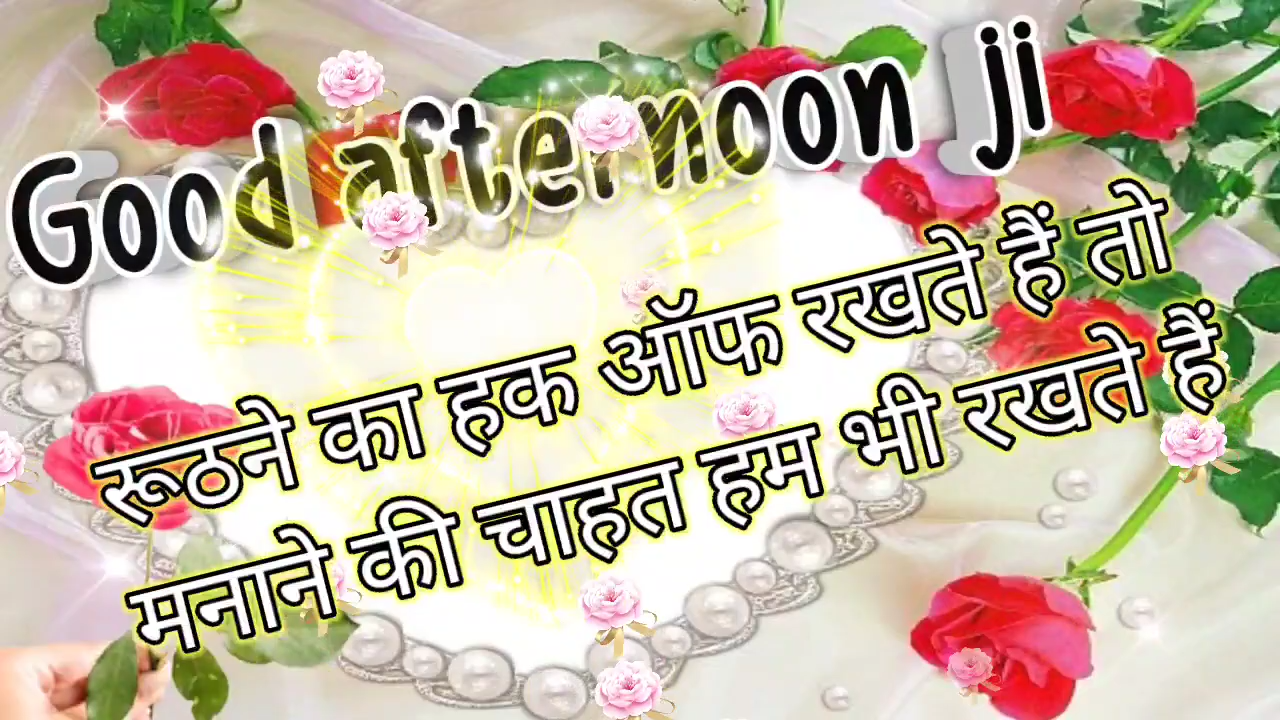 Good afternoon ji
रूठने का हक ऑफ रखते हैं तो
मनाने की चाहत हम भी रखते हैं